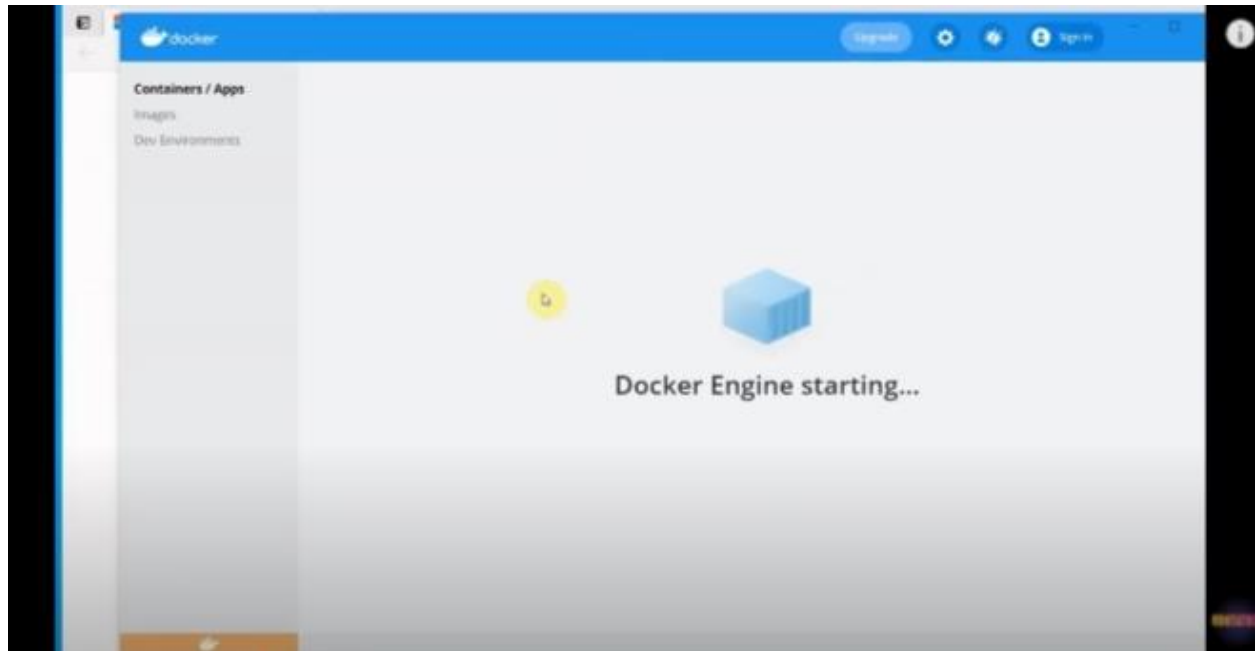 docker
Upgrade
Sign in
Containers / Apps
Images
Dev Environments
Docker Engine starting...